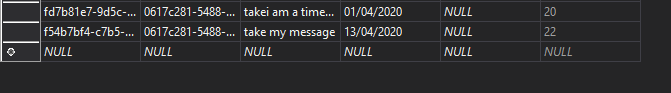 fd7b81e7-9d5c-... 0617c281-5488-... takei am a time... 01/04/2020 NULL 20
f54b7bf4-c7b5-... 0617c281-5488-... take my message 13/04/2020 NULL 22
NULL NULL NULL NULL NULL NULL